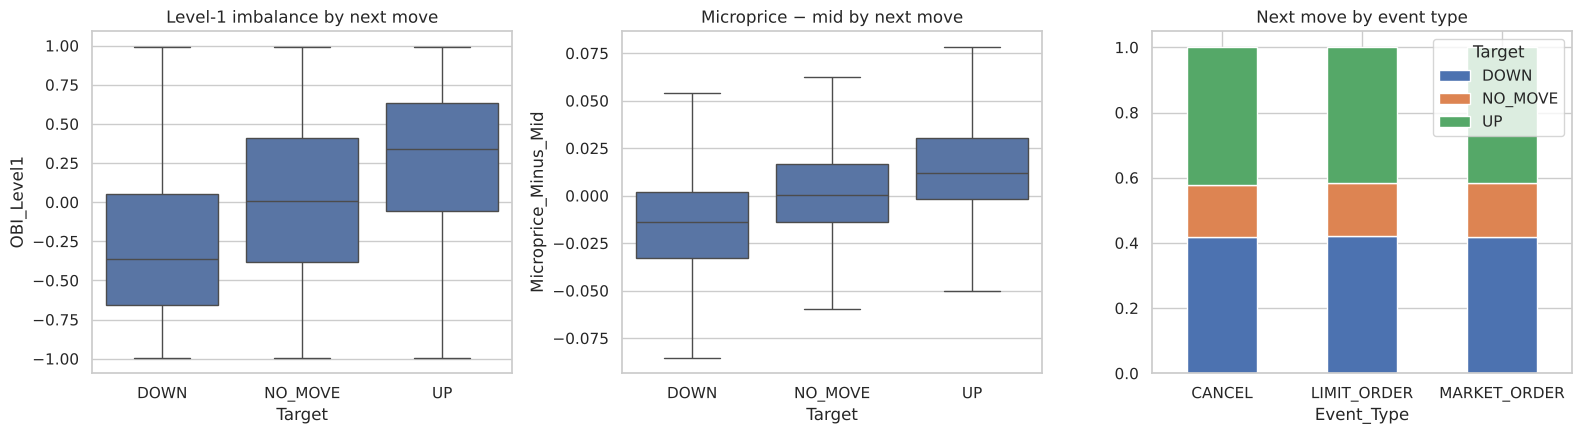 Level-1 imbalance by next move
OBI_Level1
1.00
0.75
0.50
0.25
0.00
−0.25
−0.50
−0.75
−1.00
DOWN NO_MOVE UP
Target
Microprice − mid by next move
Microprice_Minus_Mid
0.075
0.050
0.025
0.000
−0.025
−0.050
−0.075
DOWN NO_MOVE UP
Target
Next move by event type
1.0
0.8
0.6
0.4
0.2
0.0
Target
DOWN
NO_MOVE
UP
CANCEL LIMIT_ORDER MARKET_ORDER
Event_Type